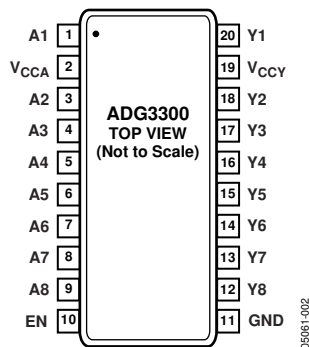 A1 1 20 Y1
VCCA 2 19 VCCY
A2 3 18 Y2
A3 4 17 Y3
A4 5 16 Y4
A5 6 15 Y5
A6 7 14 Y6
A7 8 13 Y7
A8 9 12 Y8
EN 10 11 GND
ADG3300
TOP VIEW
(Not to Scale)
05061-002